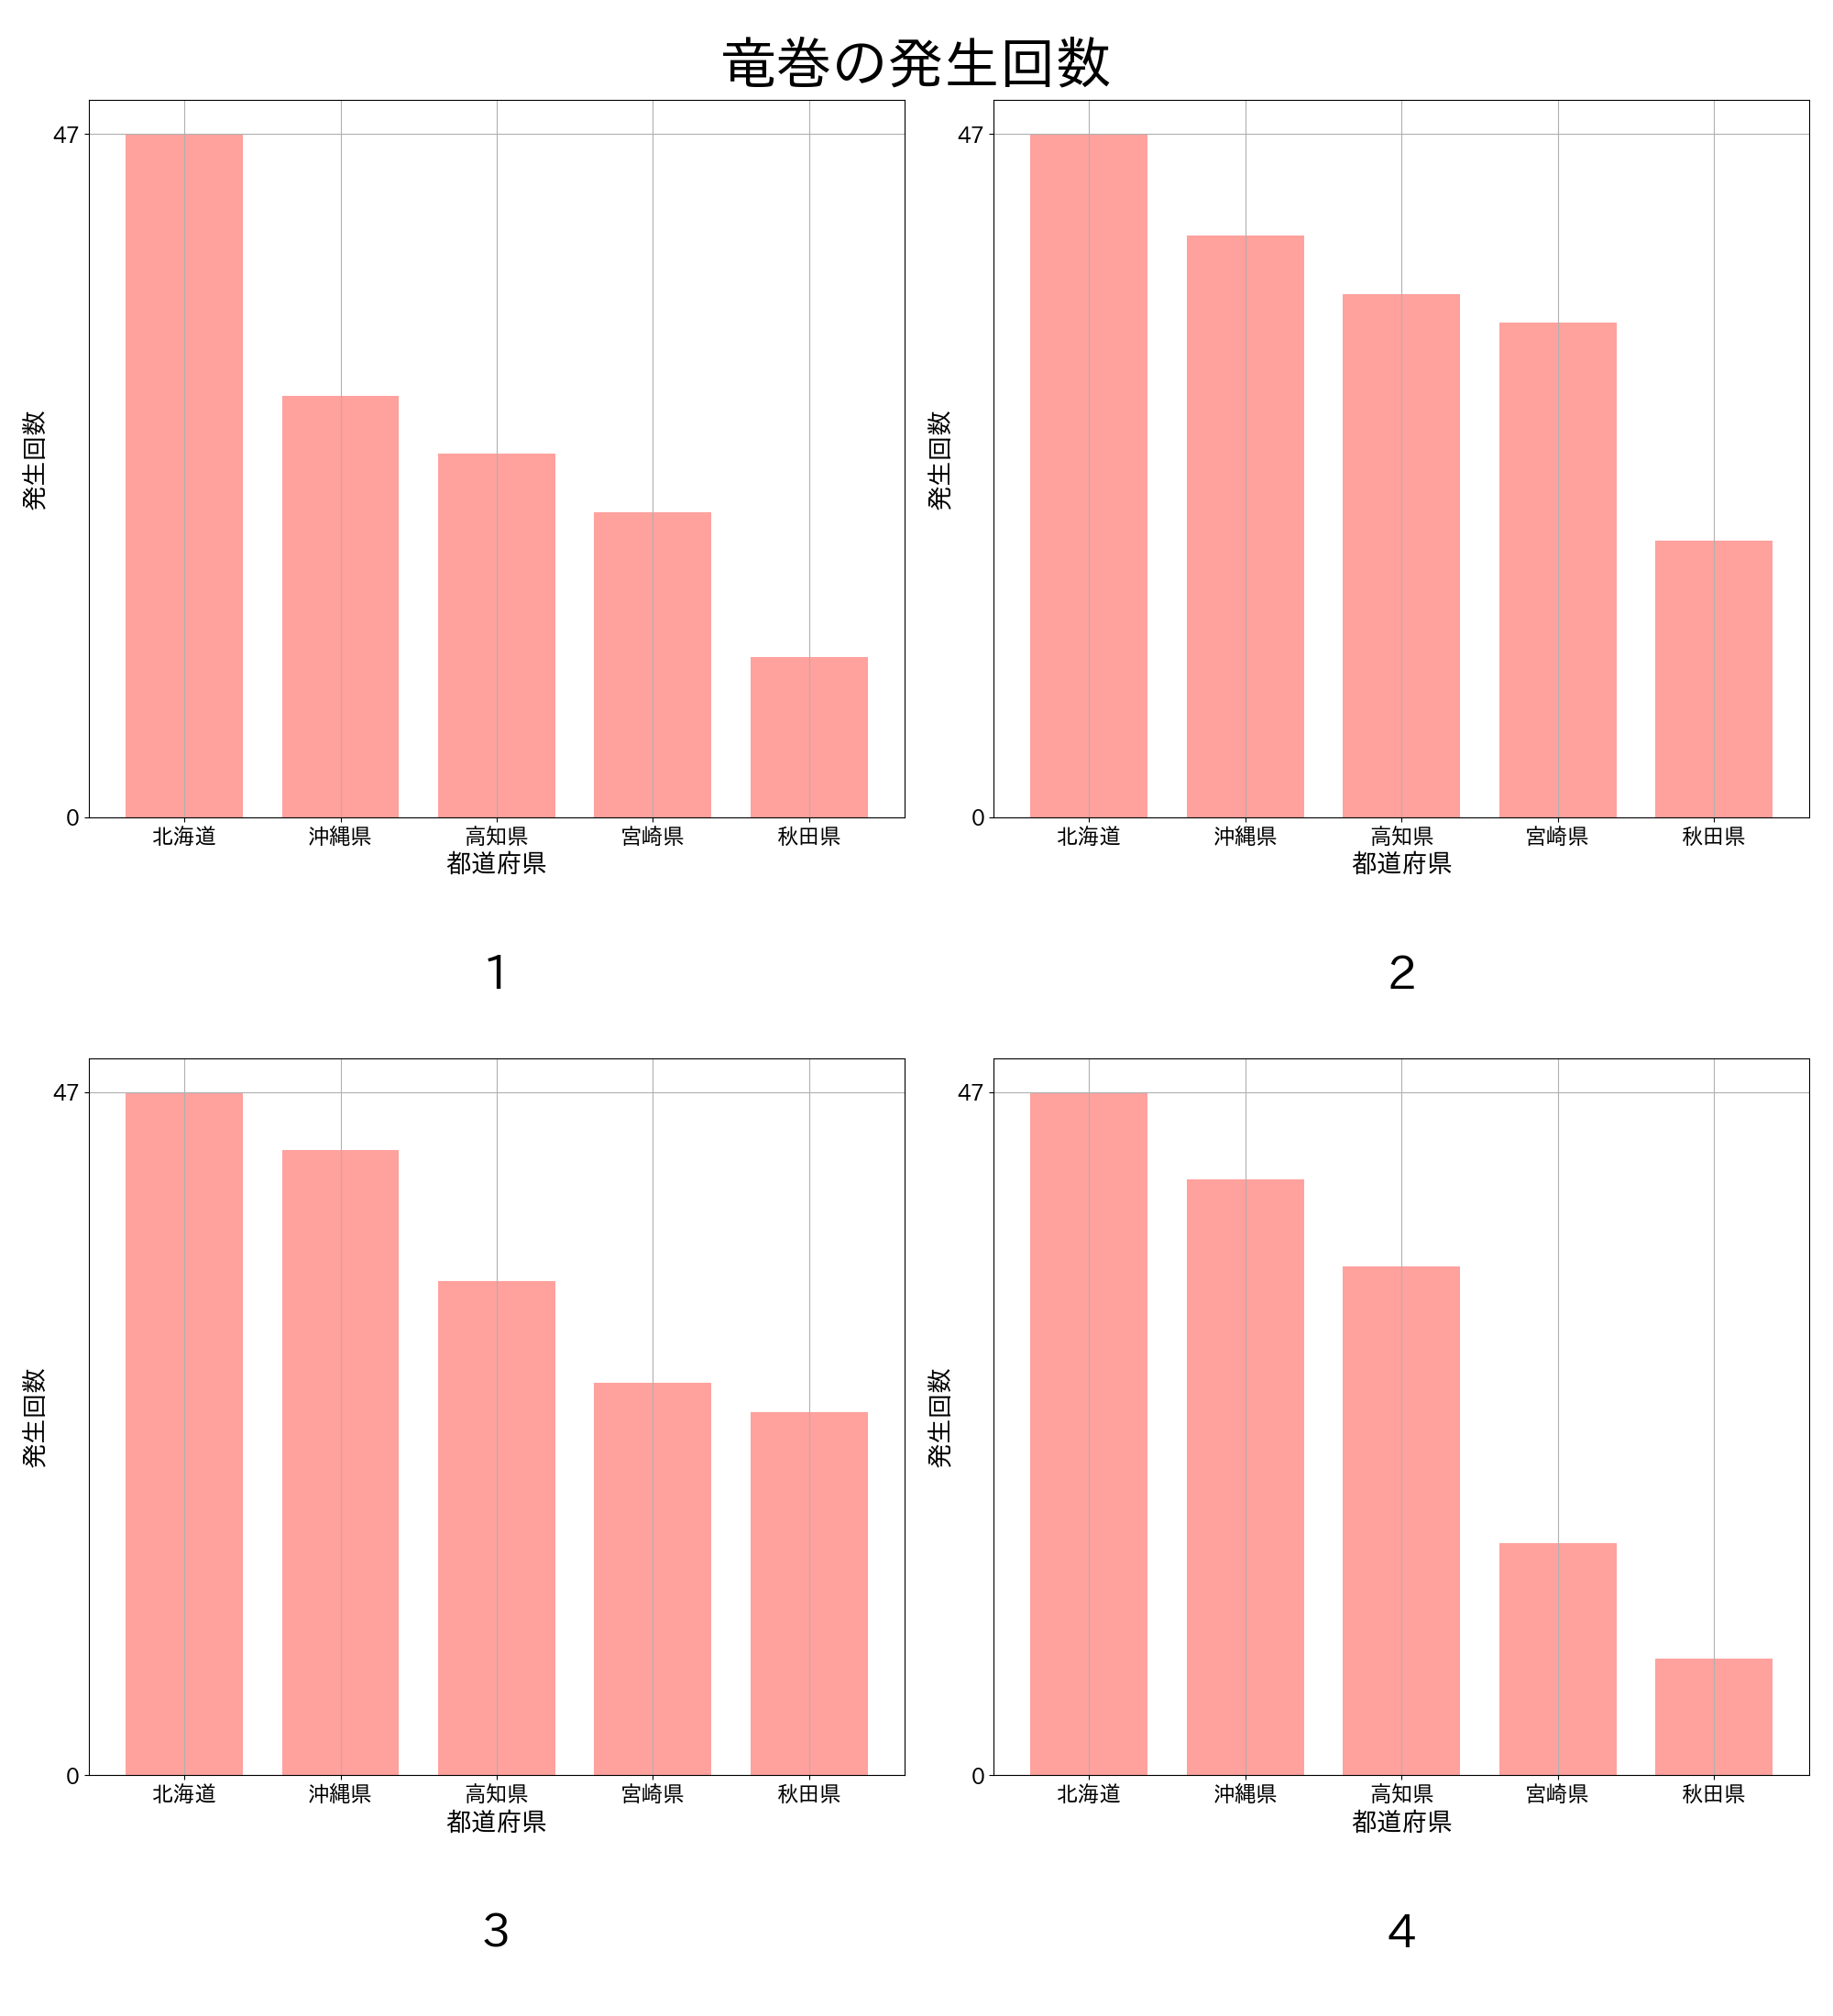 竜巻の発生回数
47
0
発生回数
北海道 沖縄県 高知県 宮崎県 秋田県
都道府県
1
47
0
発生回数
北海道 沖縄県 高知県 宮崎県 秋田県
都道府県
2
47
0
発生回数
北海道 沖縄県 高知県 宮崎県 秋田県
都道府県
3
47
0
発生回数
北海道 沖縄県 高知県 宮崎県 秋田県
都道府県
4